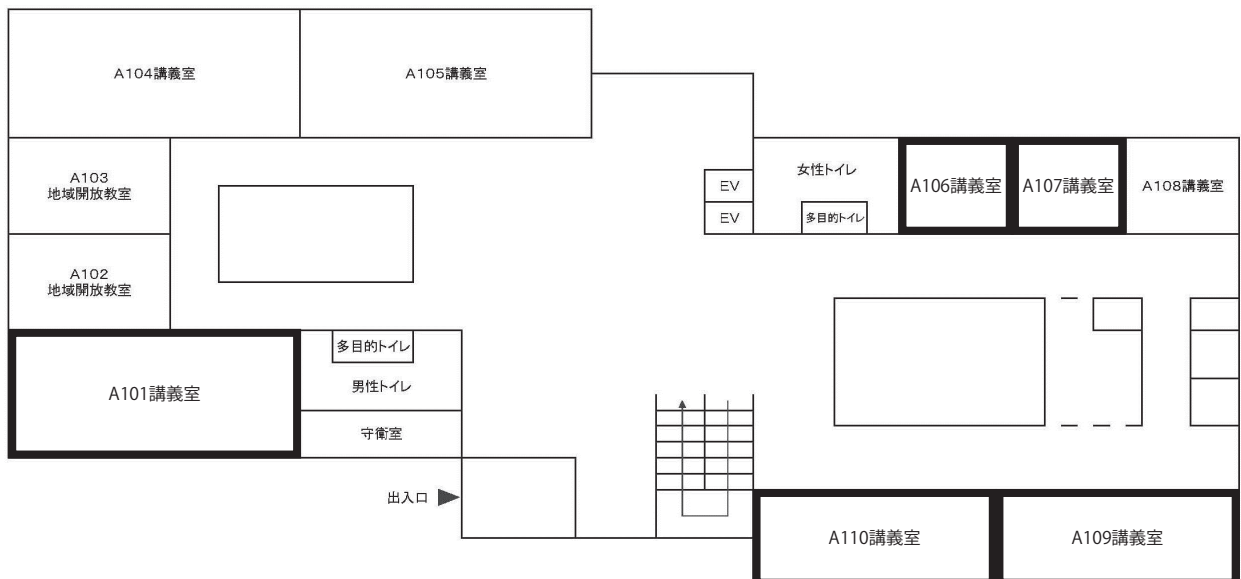 A104講義室
A105講義室
A103
地域開放教室
EV
女性トイレ
A106講義室
A107講義室
A108講義室
EV
多目的トイレ
A102
地域開放教室
多目的トイレ
A101講義室
男性トイレ
守衛室
出入口
A110講義室
A109講義室